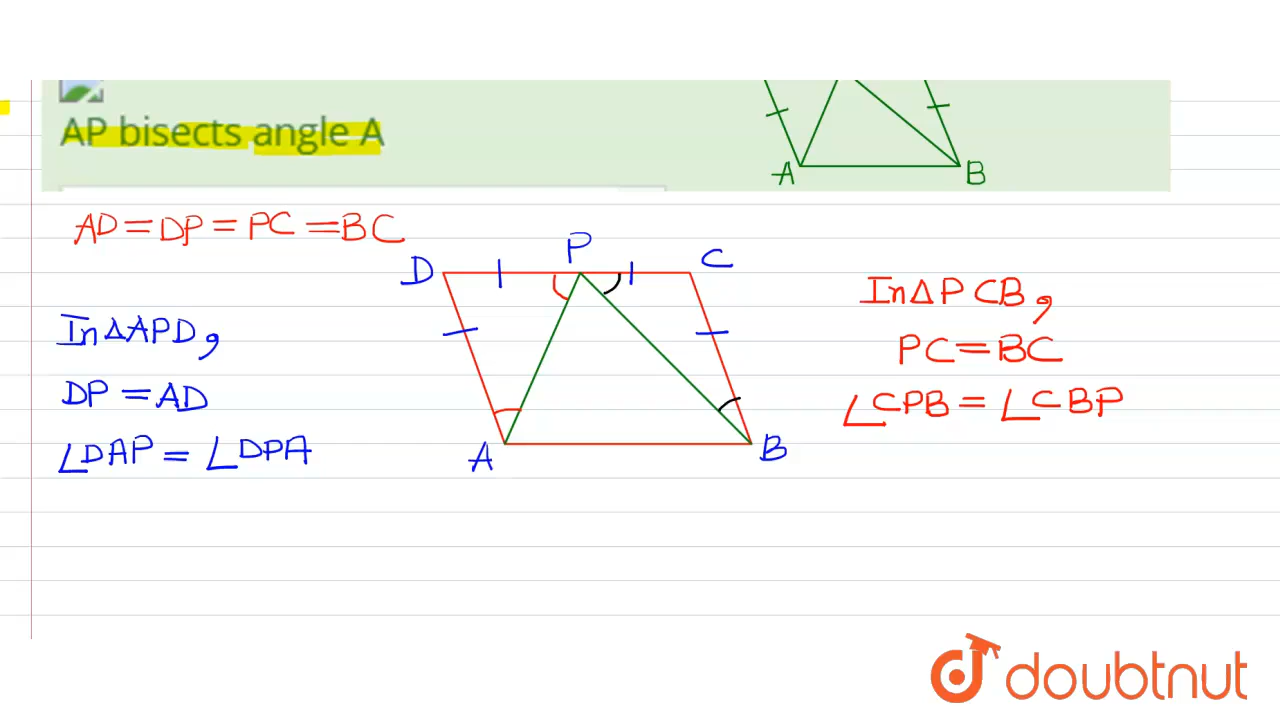 A B
AP bisects angle A
AD = DP = PC = BC
D P C
In ΔAPD,
DP = AD
∠DAP = ∠DPA
A B
In Δ PCB,
PC = BC
∠CPB = ∠CBP
doubtnut